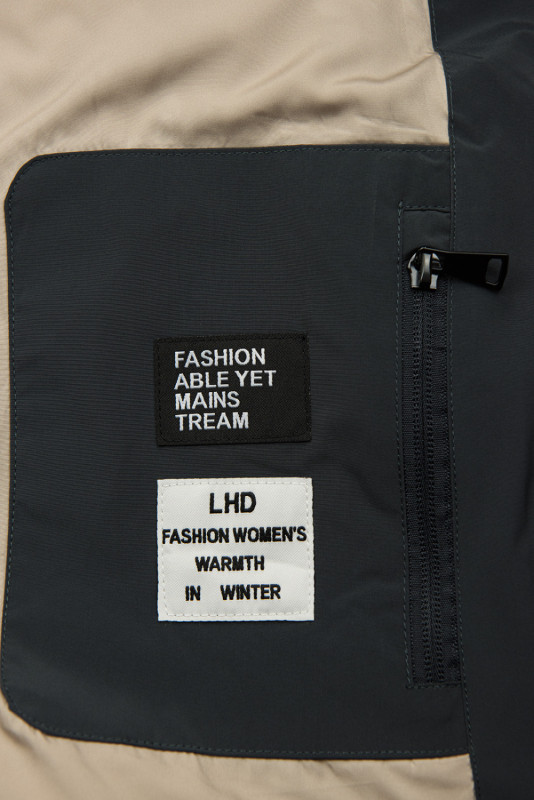 FASHION
ABLE YET
MAINS
TREAM
LHD
FASHION WOMEN'S
WARMTH
IN WINTER